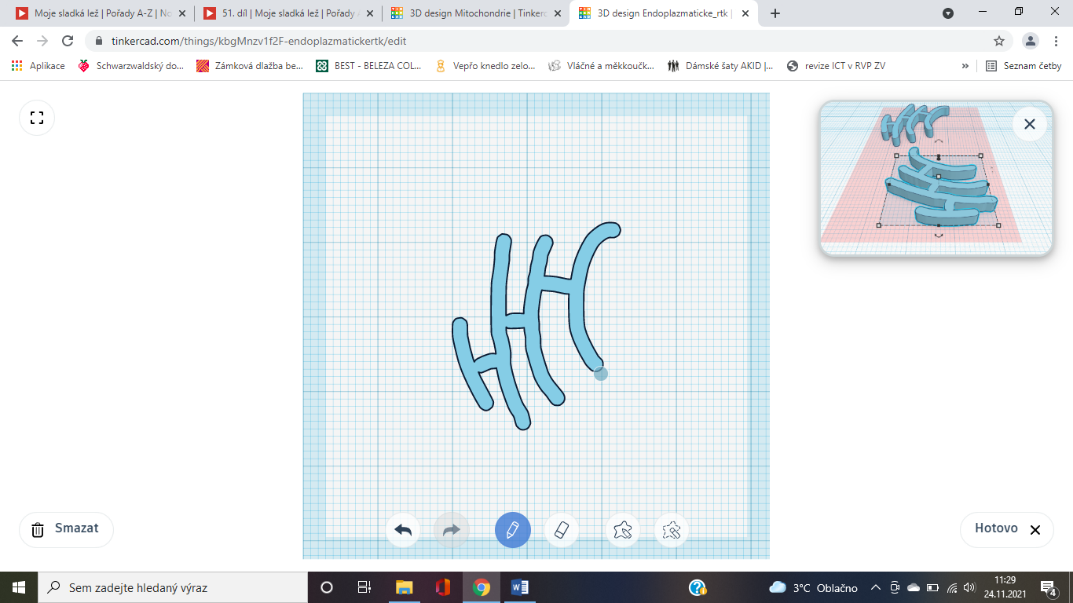 Moje sladká lež | Pořady A-Z | No
51. díl | Moje sladká lež | Pořady
3D design Mitochondrie | Tinkerc
3D design Endoplazmaticke_rtk |
tinkercad.com/things/kbgMnzv1f2F-endoplazmatickertk/edit
Aplikace Schwarzwaldský do... Zámková dlažba be... BEST - BELEZA COL... Vepřo knedlo zelo... Vláčné a měkkoučk... Dámské šaty AKID |... revize ICT v RVP ZV » Seznam četby
Smazat
Hotovo
Sem zadejte hledaný výraz
3°C Oblačno
11:29
24.11.2021
4